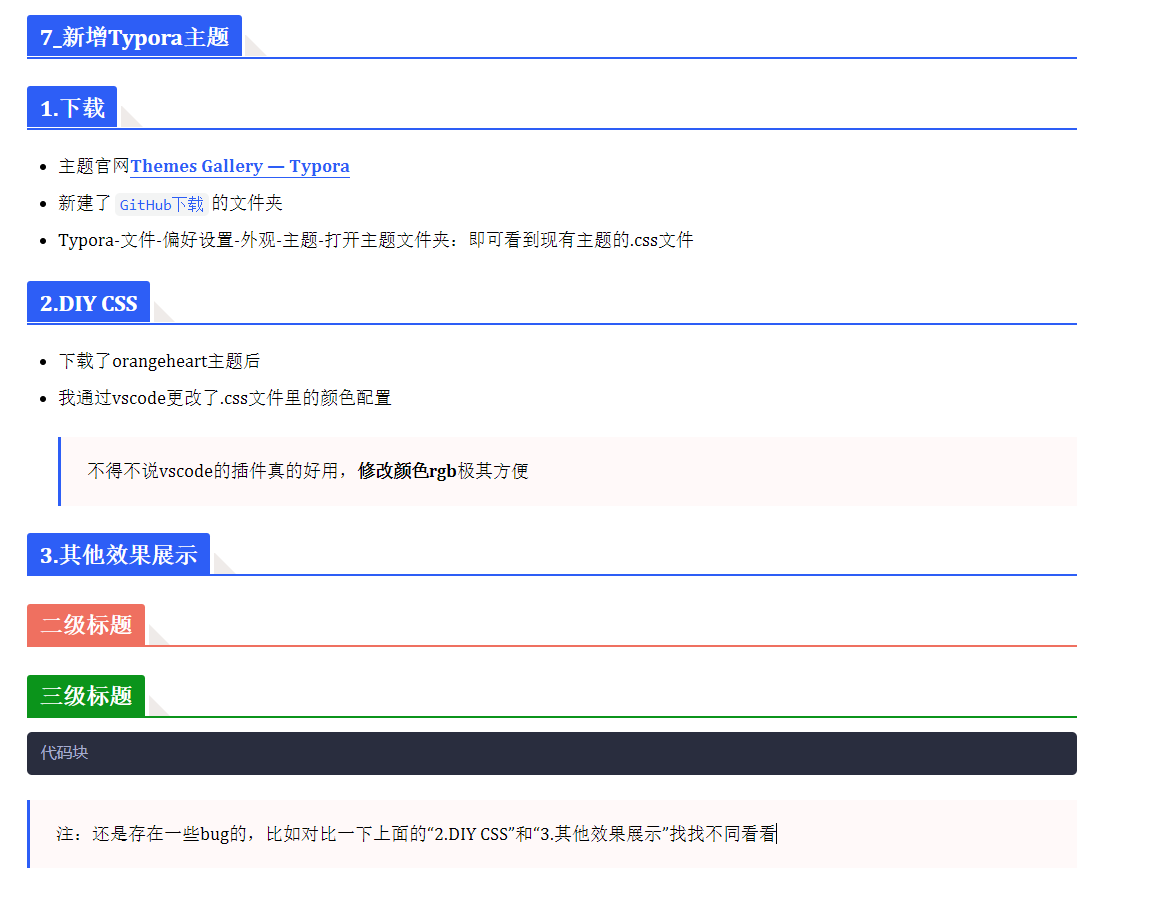 7_新增Typora主题
1.下载
主题官网Themes Gallery — Typora
新建了 GitHub下载 的文件夹
Typora-文件-偏好设置-外观-主题-打开主题文件夹：即可看到现有主题的.css文件
2.DIY CSS
下载了orangeheart主题后
我通过vscode更改了.css文件里的颜色配置
不得不说vscode的插件真的好用，修改颜色rgb极其方便
3.其他效果展示
二级标题
三级标题
代码块
注：还是存在一些bug的，比如对比一下上面的“2.DIY CSS”和“3.其他效果展示”找找不同看看